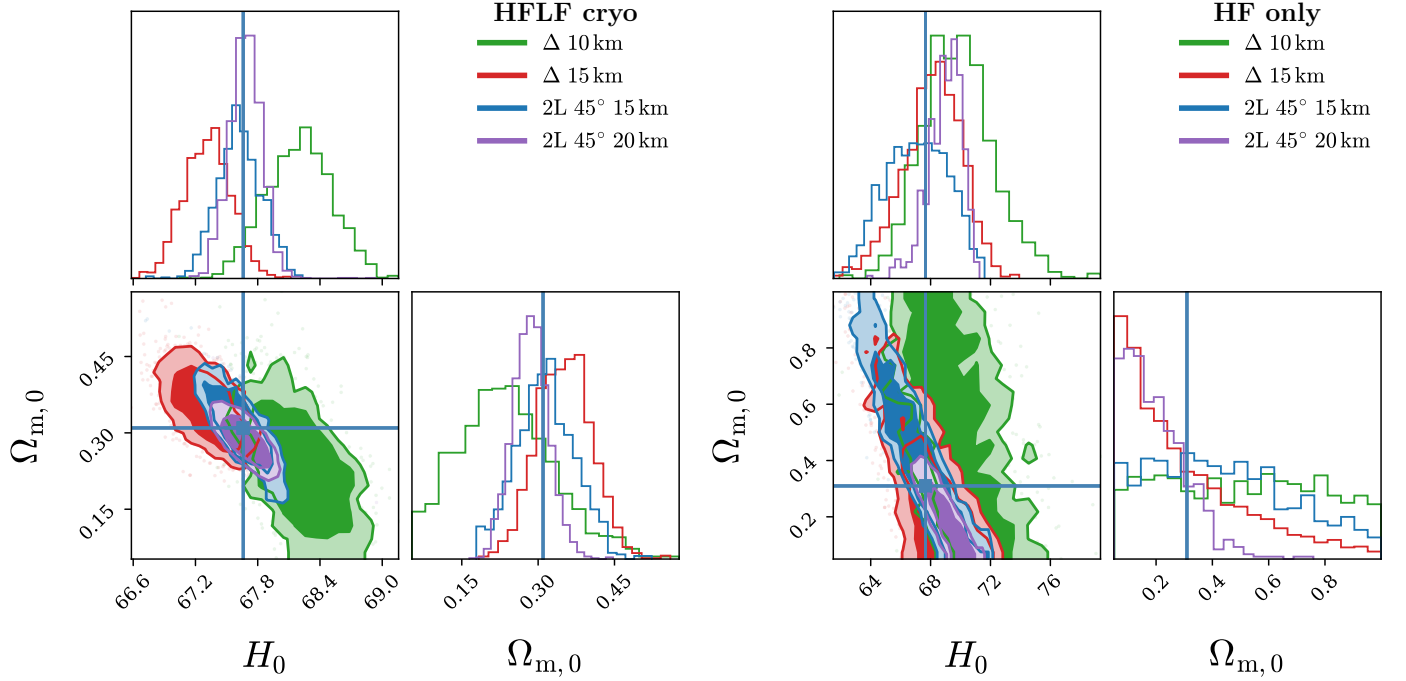 HFLF cryo
Δ 10 km
Δ 15 km
2L 45° 15 km
2L 45° 20 km
HF only
Δ 10 km
Δ 15 km
2L 45° 15 km
2L 45° 20 km
Ωm, 0
0.45
0.30
0.15
66.6 67.2 67.8 68.4 69.0
0.15 0.30 0.45
H0
Ωm, 0
Ωm, 0
0.8
0.6
0.4
0.2
64 68 72 76
0.2 0.4 0.6 0.8
H0
Ωm, 0